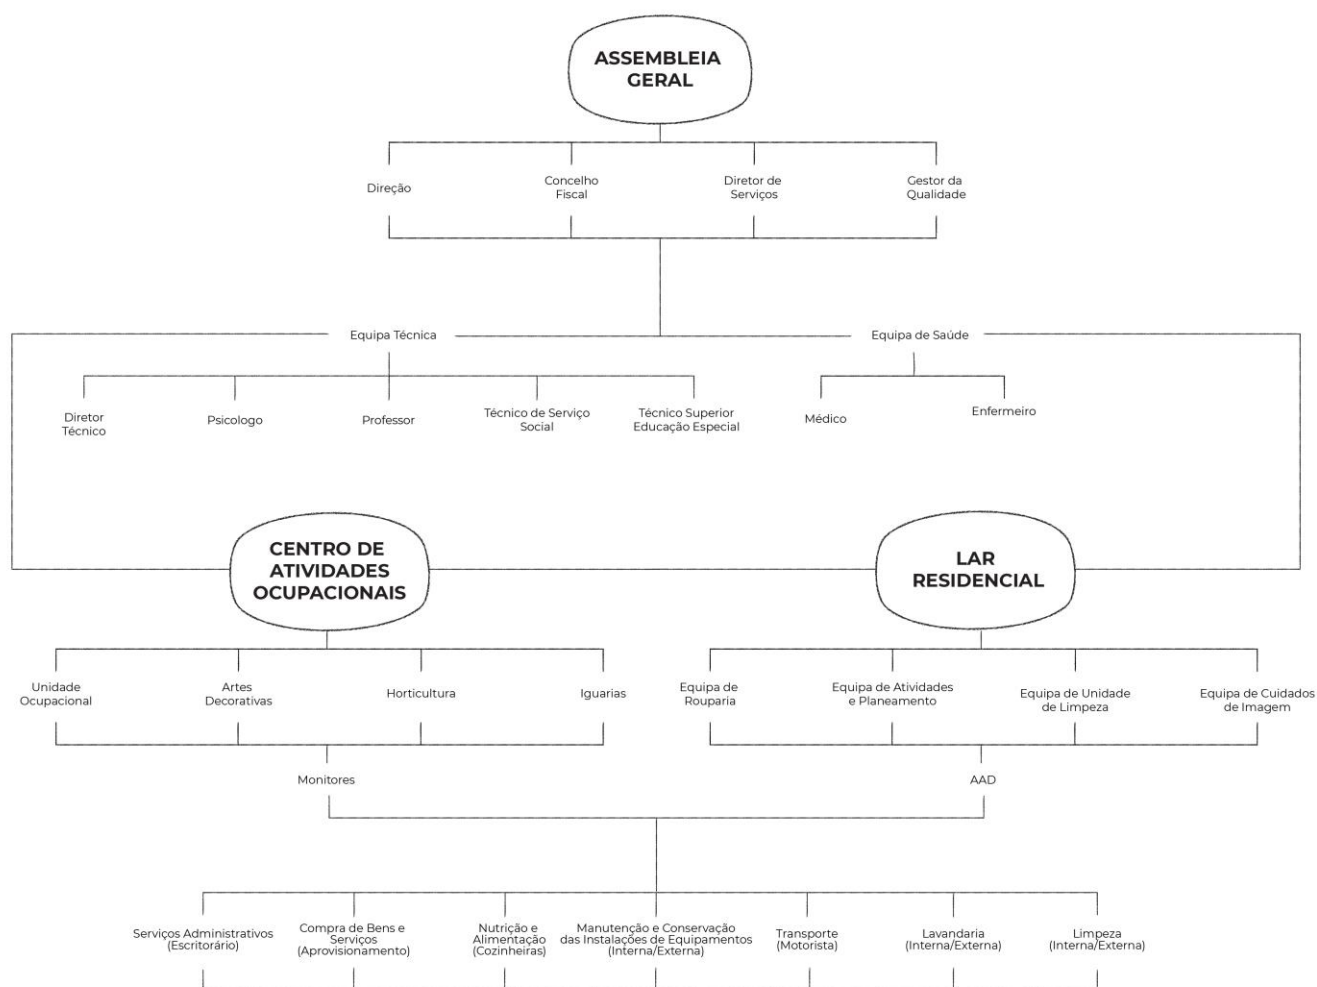 ASSEMBLEIA
GERAL
Direção
Concelho
Fiscal
Diretor de
Serviços
Gestor da
Qualidade
Equipa Técnica
Equipa de Saúde
Diretor
Técnico
Psicologo
Professor
Técnico de Serviço
Social
Técnico Superior
Educação Especial
Médico
Enfermeiro
CENTRO DE
ATIVIDADES
OCUPACIONAIS
LAR
RESIDENCIAL
Unidade
Ocupacional
Artes
Decorativas
Horticultura
Iguarias
Equipa de
Rouparia
Equipa de Atividades
e Planeamento
Equipa de Unidade
de Limpeza
Equipa de Cuidados
de Imagem
Monitores
AAD
Serviços Administrativos
(Escritorário)
Compra de Bens e
Serviços
(Aprovisionamento)
Nutrição e
Alimentação
(Cozinheiras)
Manutenção e Conservação
das Instalações de Equipamentos
(Interna/Externa)
Transporte
(Motorista)
Lavandaria
(Interna/Externa)
Limpeza
(Interna/Externa)